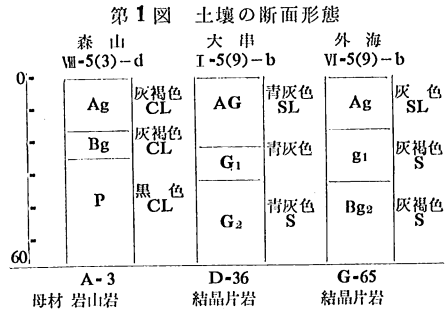 第1図 土壌の断面形態
森山 大串 外海
Ⅷ-5(3)-d Ⅰ-5(9)-b Ⅵ-5(9)-b
0
Ag 灰褐色 CL AG 青灰色 SL Ag 灰色 SL
Bg 灰褐色 CL G₁ 青灰色 g₁ 灰褐色 S
P 黒色 CL G₂ 青灰色 S Bg₂ 灰褐色 S
60
A-3 D-36 G-65
母材 岩山岩 結晶片岩 結晶片岩